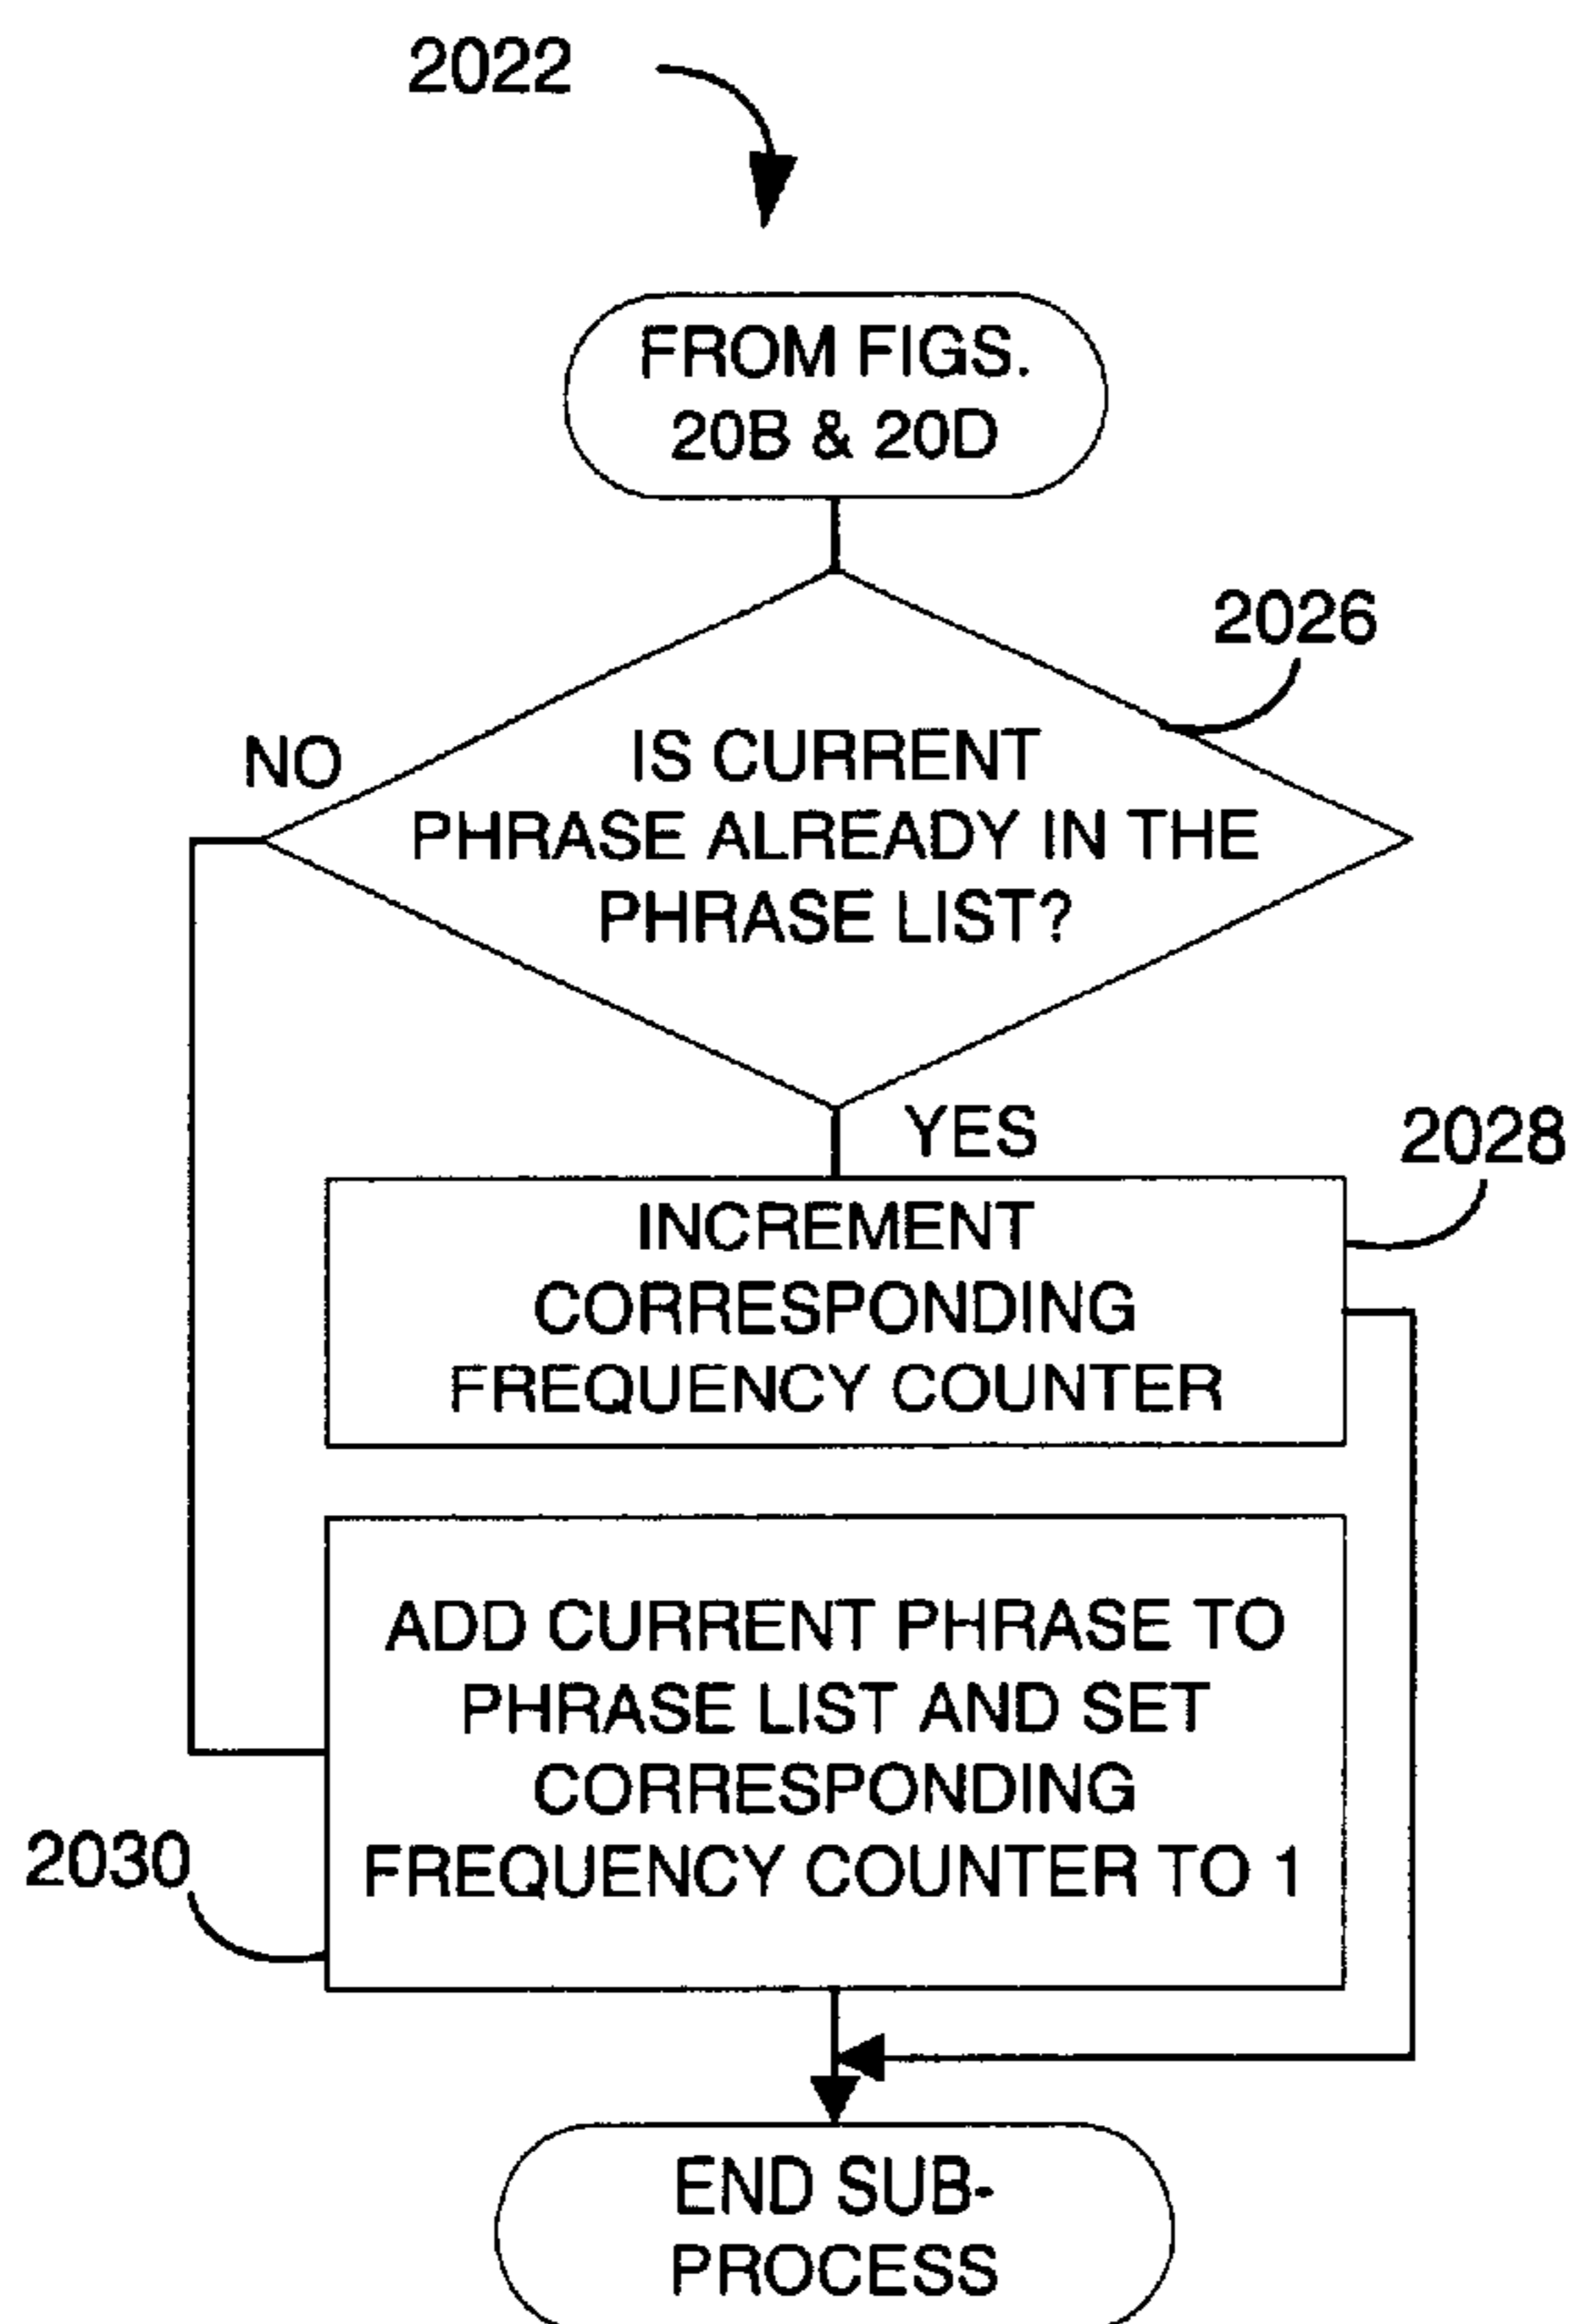 2022
FROM FIGS.
20B & 20D
2026
NO
IS CURRENT
PHRASE ALREADY IN THE
PHRASE LIST?
YES
2028
INCREMENT
CORRESPONDING
FREQUENCY COUNTER
ADD CURRENT PHRASE TO
PHRASE LIST AND SET
CORRESPONDING
FREQUENCY COUNTER TO 1
2030
END SUB-
PROCESS